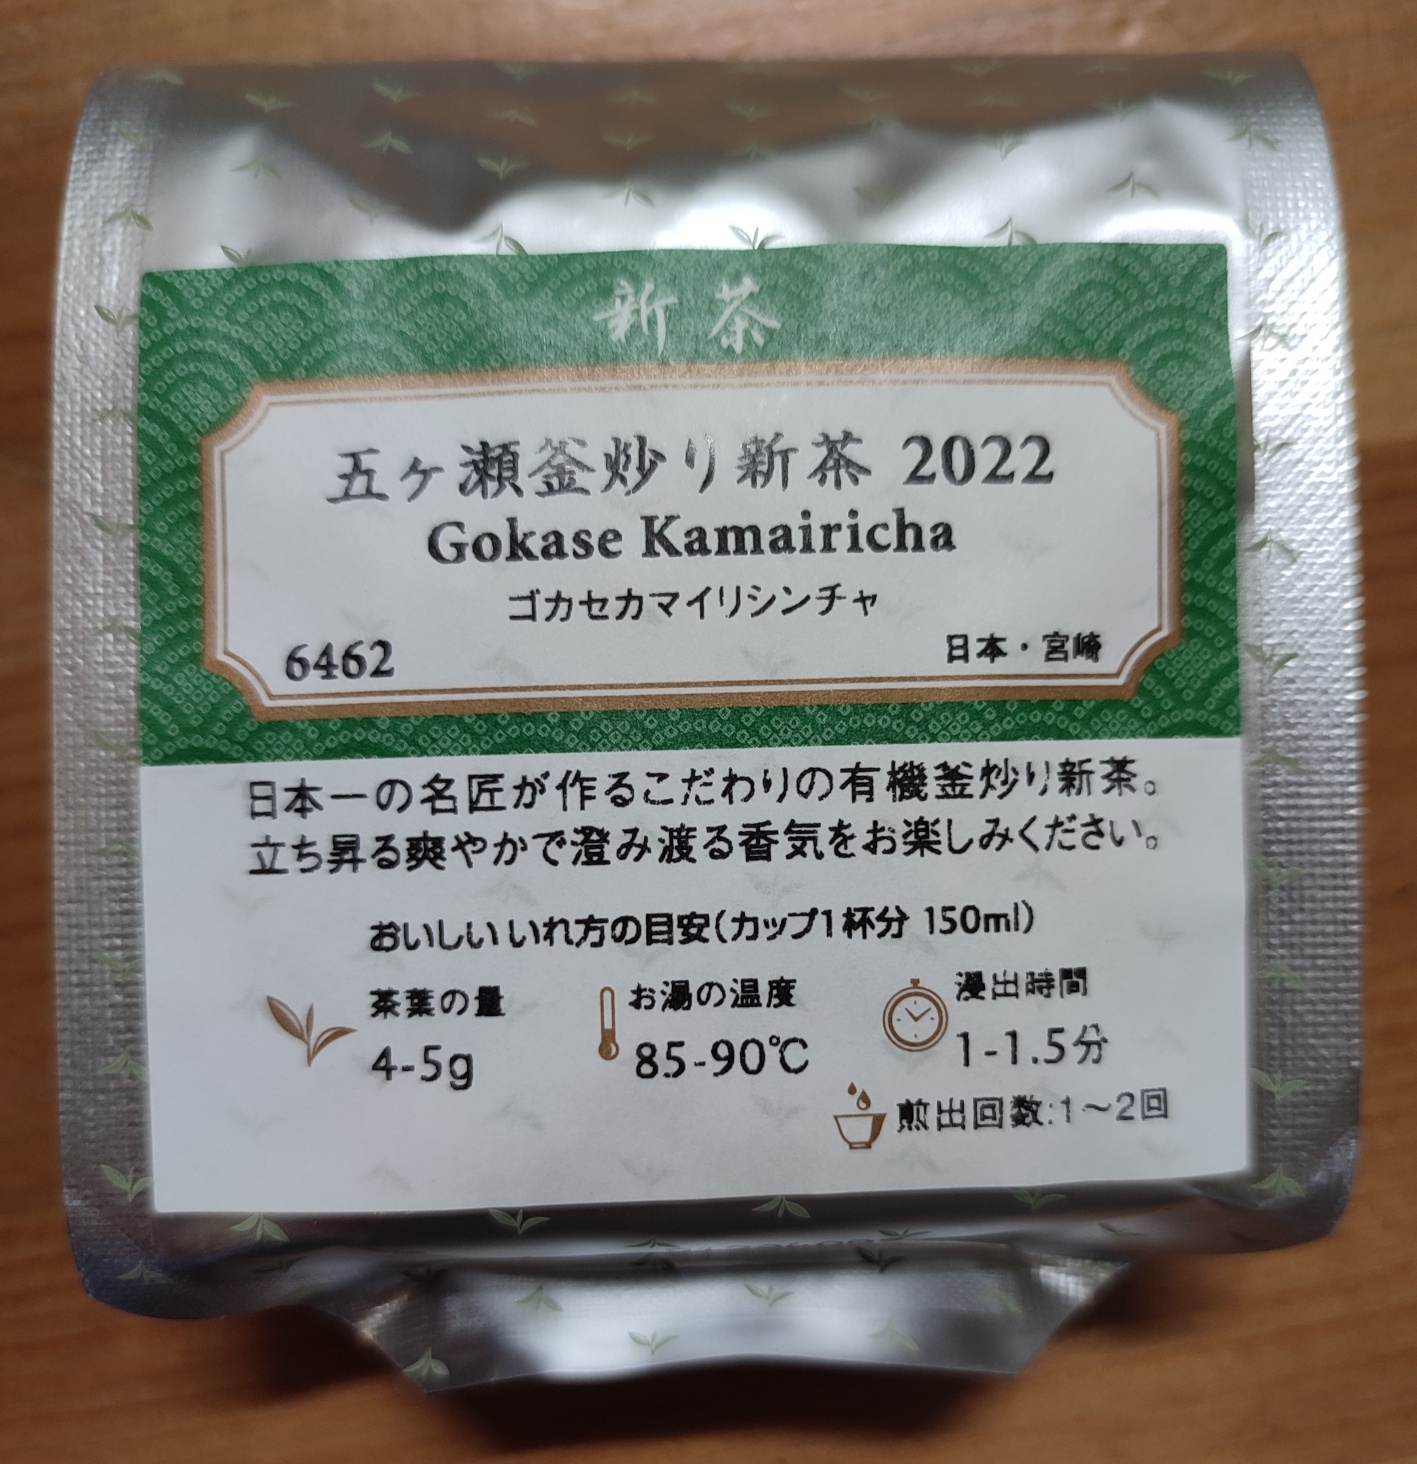 新茶
五ヶ瀬釜炒り新茶 2022
Gokase Kamairicha
ゴカセカマイリシンチャ
6462
日本・宮崎
日本一の名匠が作るこだわりの有機釜炒り新茶。
立ち昇る爽やかで澄み渡る香気をお楽しみください。
おいしいいれ方の目安(カップ1杯分 150ml)
茶葉の量
4-5g
お湯の温度
85-90℃
浸出時間
1-1.5分
煎出回数:1～2回